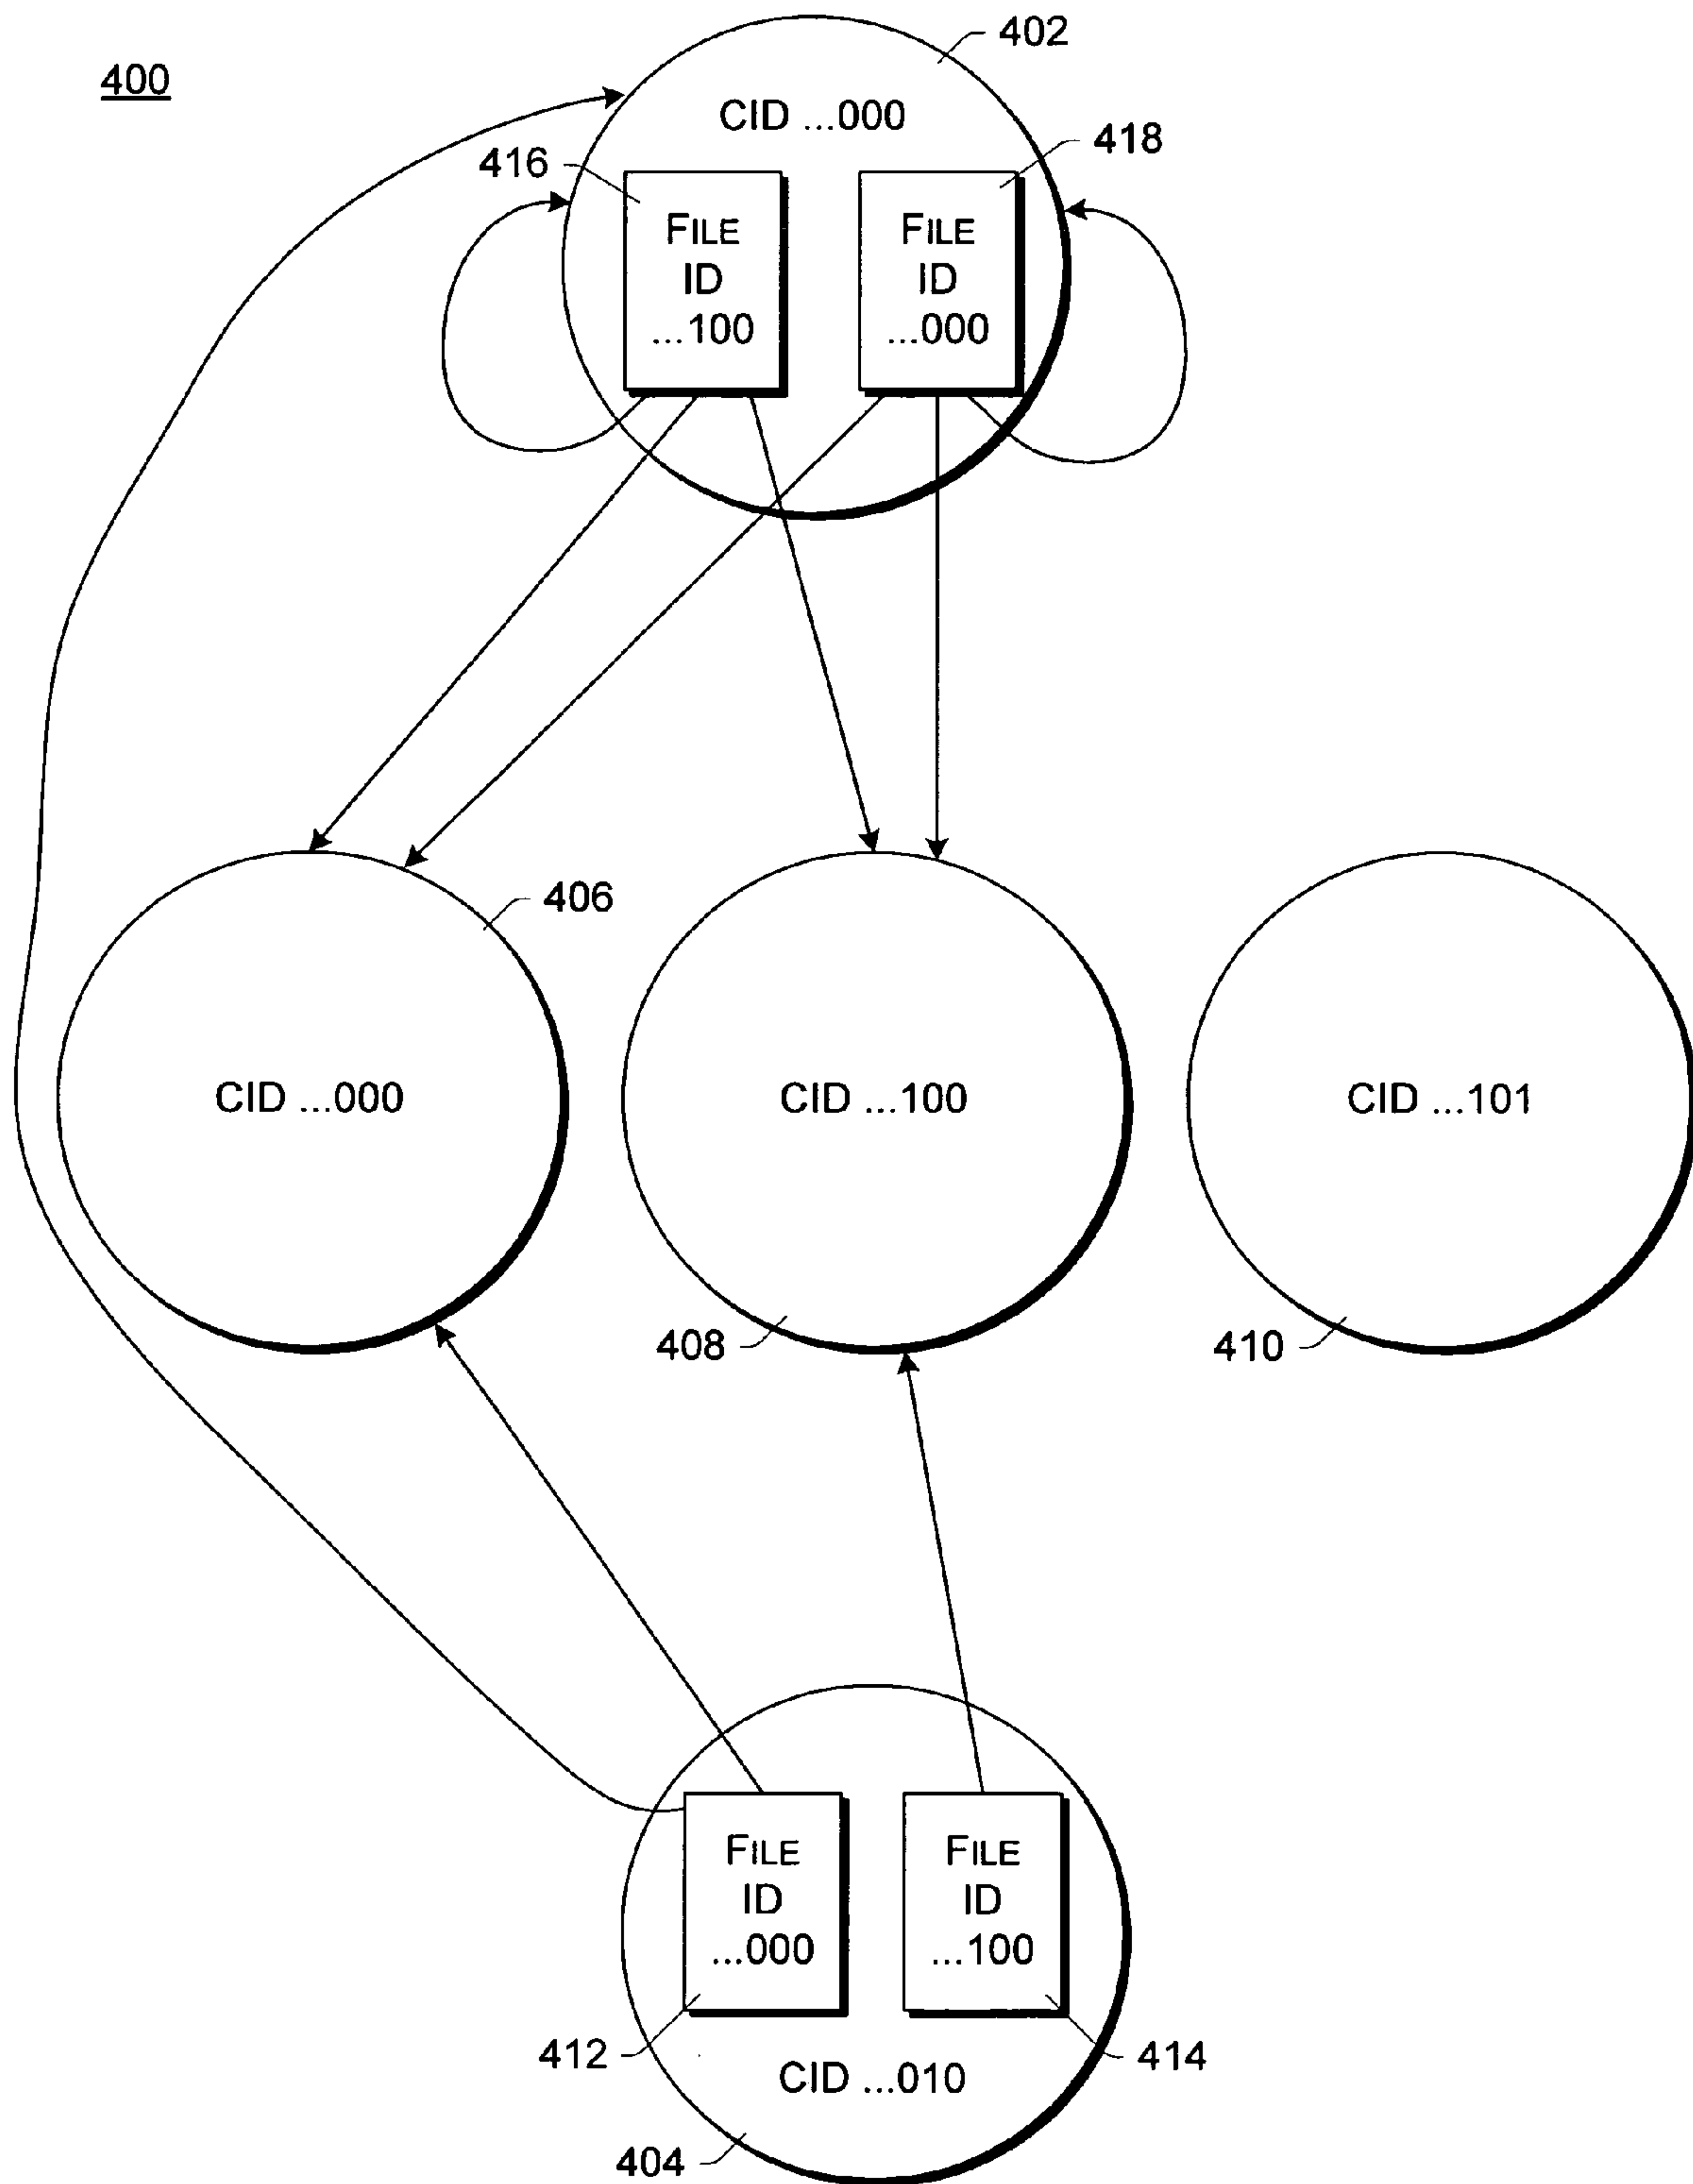 400
402
CID ...000
416
418
FILE
ID
...100
FILE
ID
...000
406
CID ...000
CID ...100
CID ...101
408
410
FILE
ID
...000
FILE
ID
...100
412
414
CID ...010
404